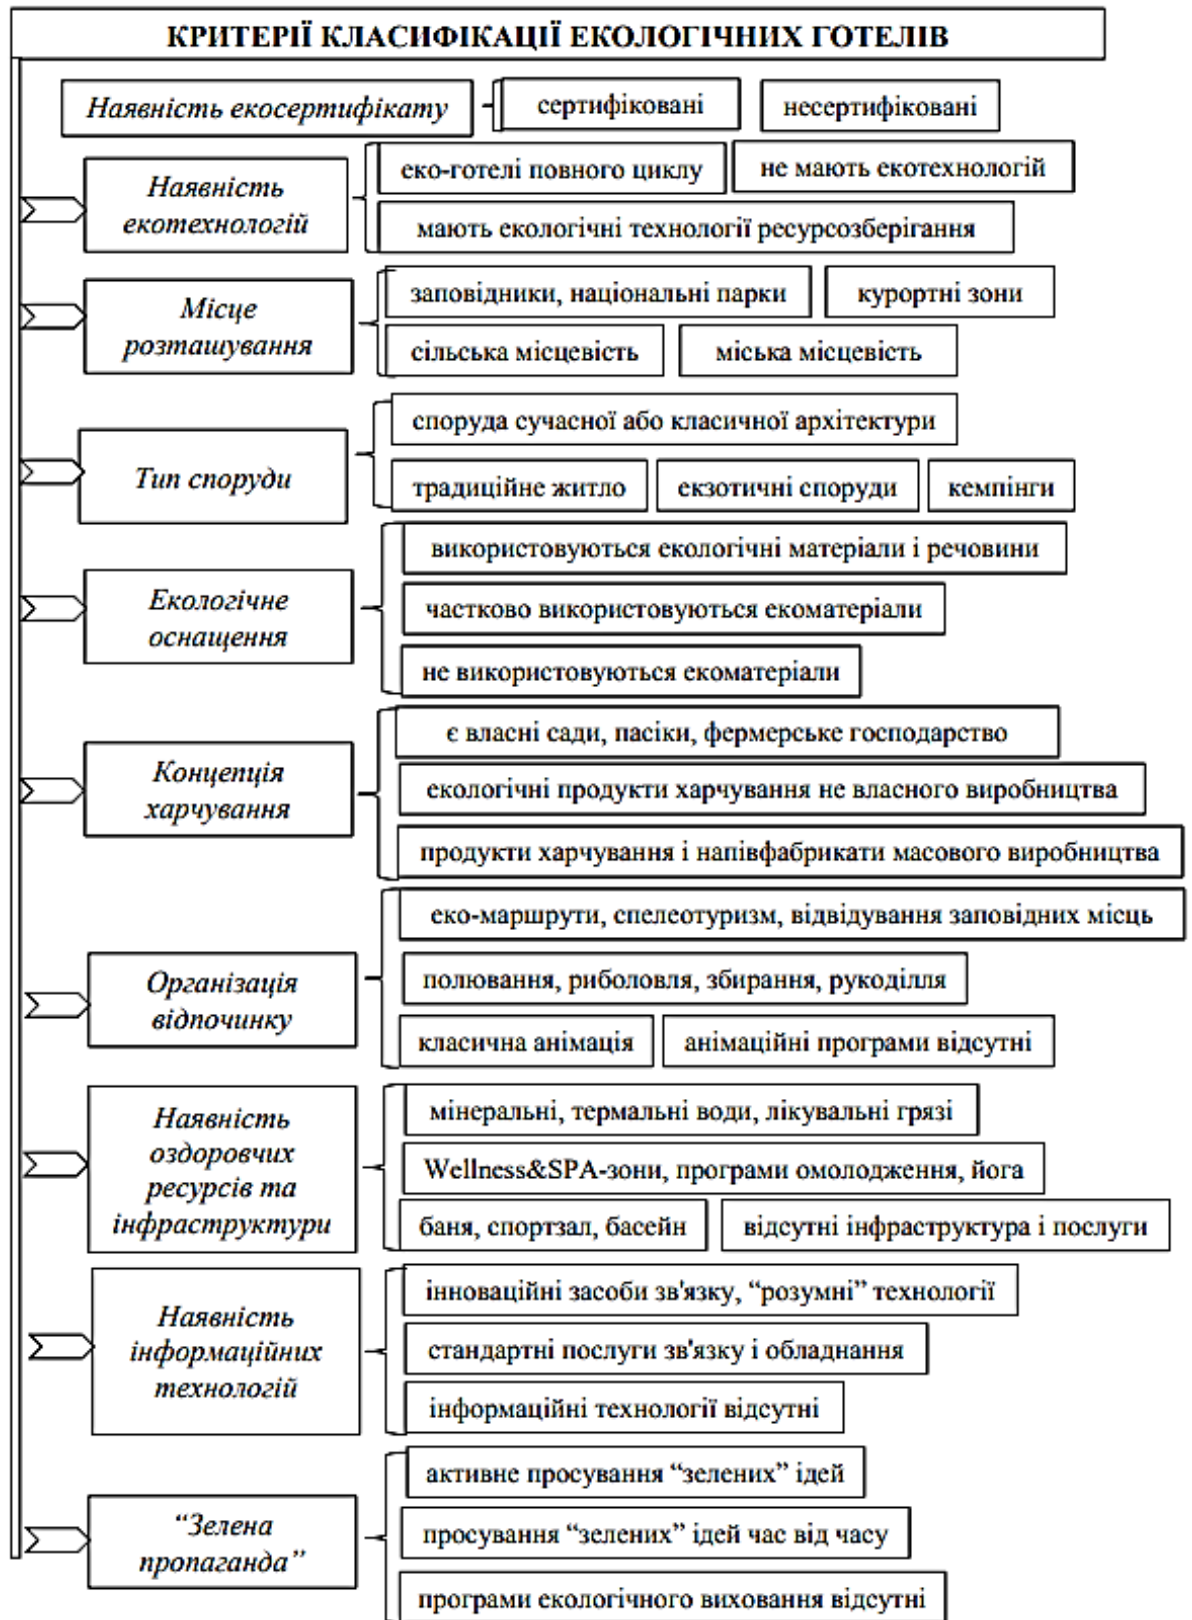 КРИТЕРІЇ КЛАСИФІКАЦІЇ ЕКОЛОГІЧНИХ ГОТЕЛІВ
Наявність екосертифікату
сертифіковані
несертифіковані
Наявність
екотехнологій
еко-готелі повного циклу
не мають екотехнологій
мають екологічні технології ресурсозберігання
Місце
розташування
заповідники, національні парки
курортні зони
сільська місцевість
міська місцевість
Тип споруди
споруда сучасної або класичної архітектури
традиційне житло
екзотичні споруди
кемпінги
Екологічне
оснащення
використовуються екологічні матеріали і речовини
частково використовуються екоматеріали
не використовуються екоматеріали
Концепція
харчування
є власні сади, пасіки, фермерське господарство
екологічні продукти харчування не власного виробництва
продукти харчування і напівфабрикати масового виробництва
Організація
відпочинку
еко-маршрути, спелеотуризм, відвідування заповідних місць
полювання, риболовля, збирання, рукоділля
класична анімація
анімаційні програми відсутні
Наявність
оздоровчих
ресурсів та
інфраструктури
мінеральні, термальні води, лікувальні грязі
Wellness&SPA-зони, програми омолодження, йога
баня, спортзал, басейн
відсутні інфраструктура і послуги
Наявність
інформаційних
технологій
інноваційні засоби зв'язку, “розумні” технології
стандартні послуги зв'язку і обладнання
інформаційні технології відсутні
“Зелена
пропаганда”
активне просування “зелених” ідей
просування “зелених” ідей час від часу
програми екологічного виховання відсутні